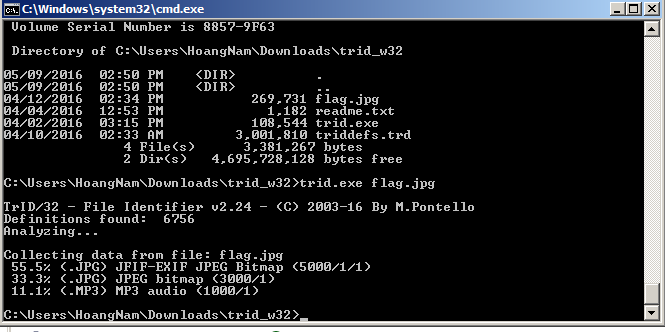 C:\Windows\system32\cmd.exe
Volume Serial Number is 8857-9F63
Directory of C:\Users\HoangNam\Downloads\trid_w32
05/09/2016  02:50 PM    <DIR>          .
05/09/2016  02:50 PM    <DIR>          ..
04/12/2016  02:34 PM           269,731 flag.jpg
04/04/2016  12:53 PM             1,182 readme.txt
04/02/2016  03:15 PM           108,544 trid.exe
04/10/2016  02:33 AM         3,001,810 triddefs.trd
4 File(s)      3,381,267 bytes
2 Dir(s)   4,695,728,128 bytes free
C:\Users\HoangNam\Downloads\trid_w32>trid.exe flag.jpg
TrID/32 - File Identifier v2.24 - (C) 2003-16 By M.Pontello
Definitions found:  6756
Analyzing...
Collecting data from file: flag.jpg
55.5% (.JPG) JFIF-EXIF JPEG Bitmap (5000/1/1)
33.3% (.JPG) JPEG bitmap (3000/1)
11.1% (.MP3) MP3 audio (1000/1)
C:\Users\HoangNam\Downloads\trid_w32>_